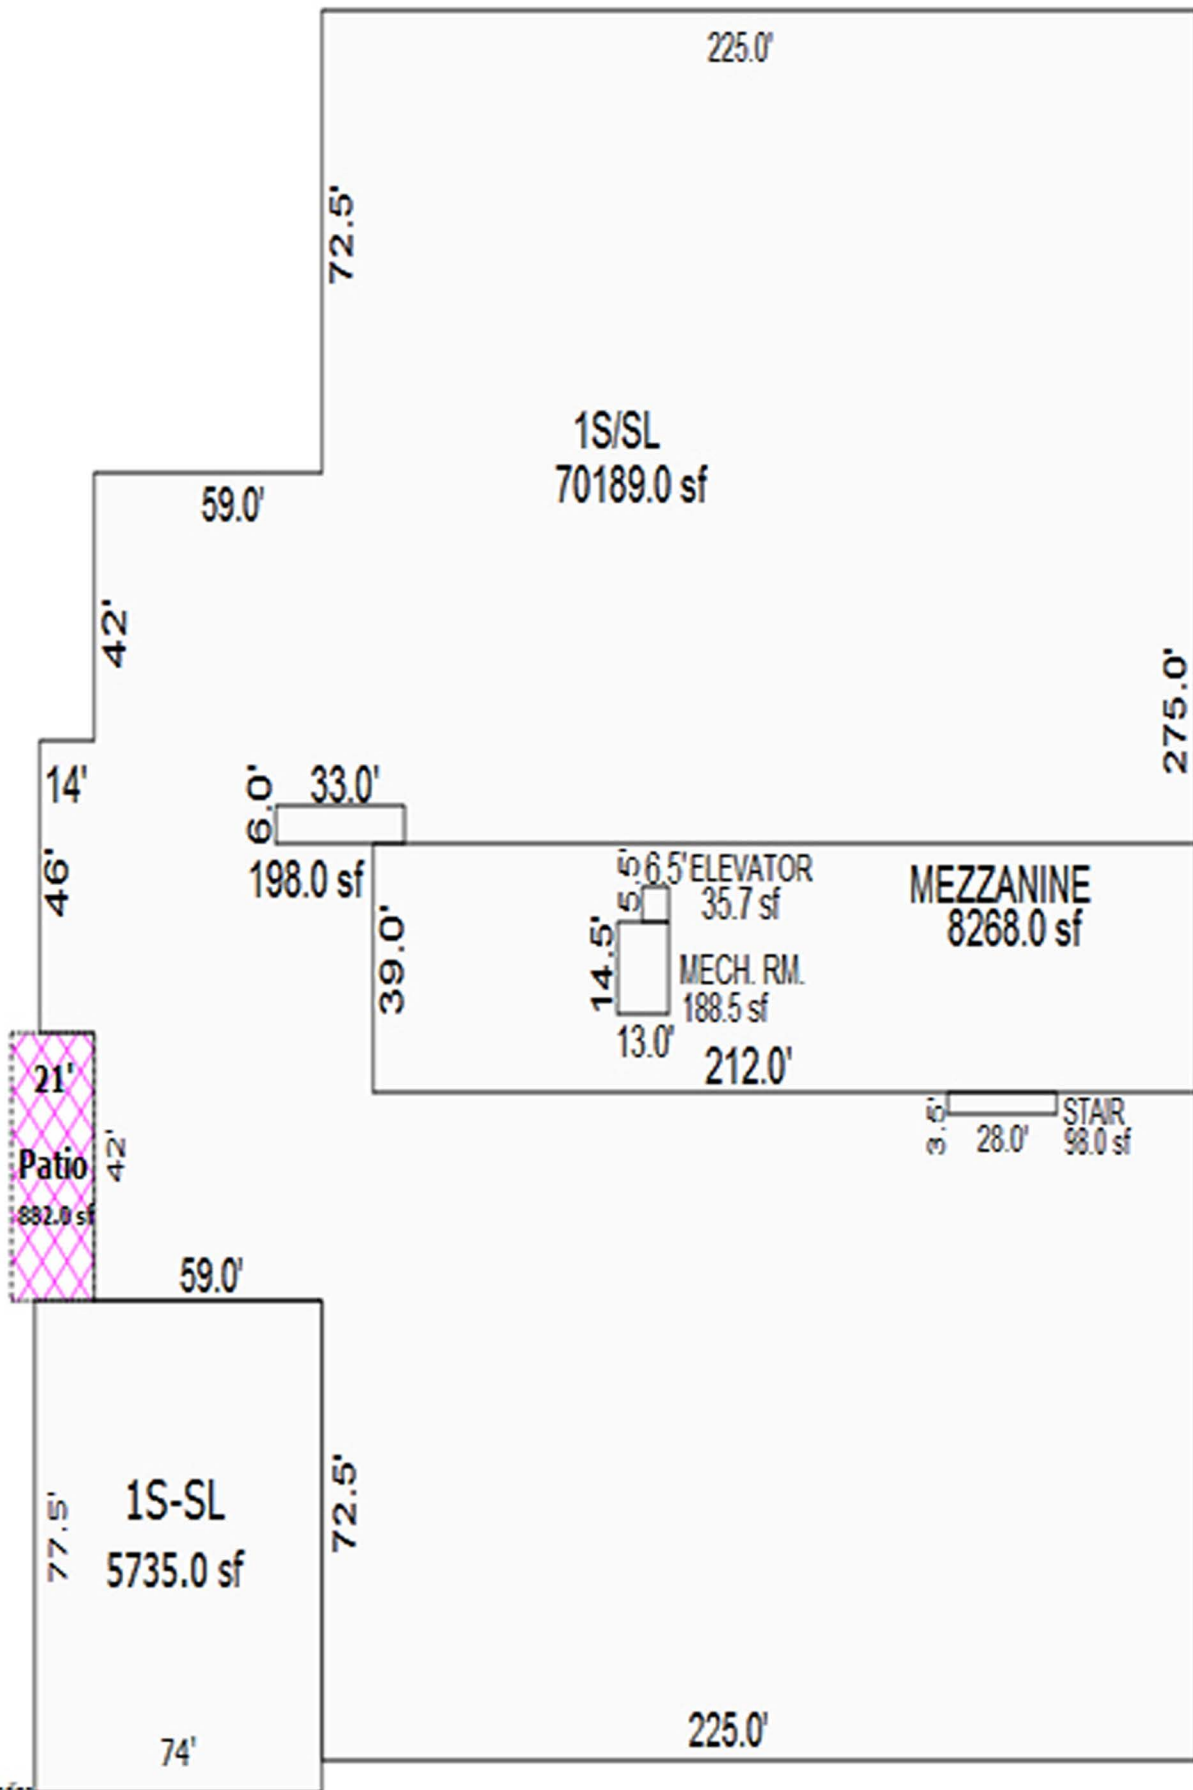 225.0'
72.5'
1S/SL
70189.0 sf
59.0'
42'
275.0'
14'
46'
6.0'
33.0'
198.0 sf
39.0'
5.5'
6.5'
ELEVATOR
35.7 sf
MEZZANINE
8268.0 sf
14.5'
MECH. RM.
188.5 sf
13.0'
212.0'
3.5'
28.0'
STAIR
98.0 sf
21'
Patio
882.0 sf
42'
59.0'
77.5'
1S-SL
5735.0 sf
72.5'
74'
225.0'